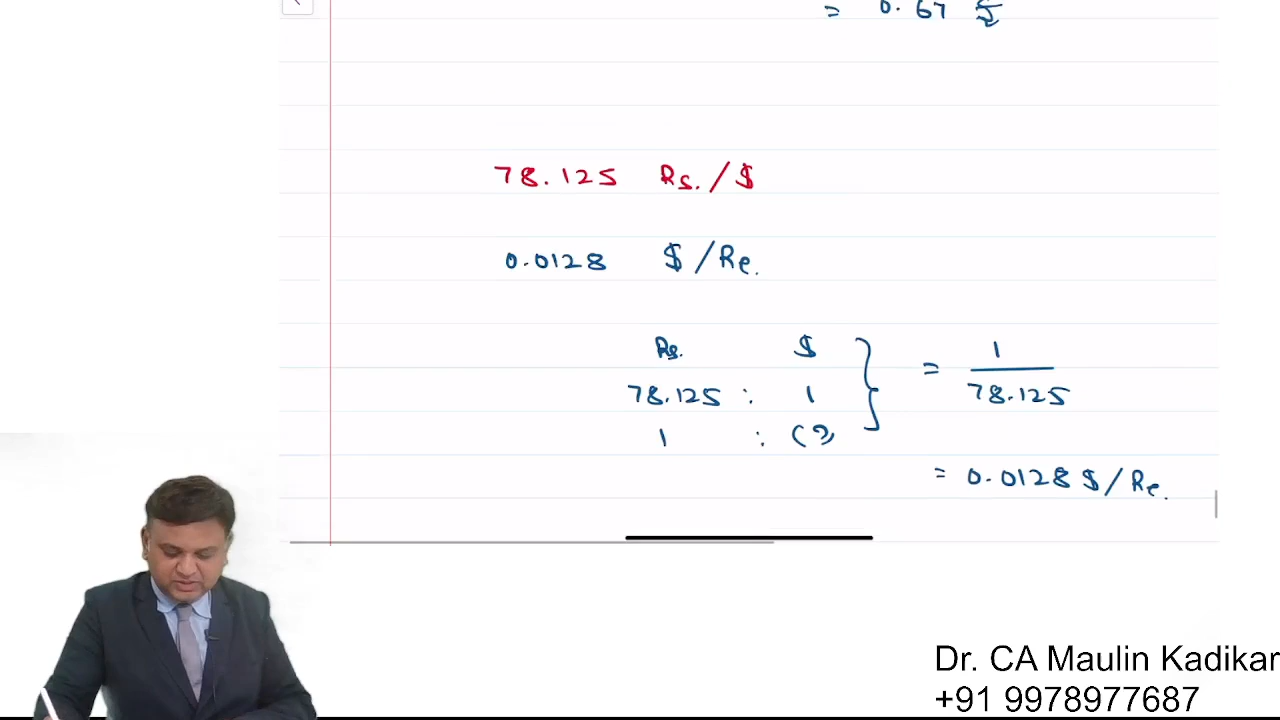 = 0.67
78.125 Rs./$
0.0128 $/Re.
Rs. $
78.125 : 1
1 : (?)
= 1
78.125
= 0.0128 $/Re.
Dr. CA Maulin Kadikar
+91 9978977687